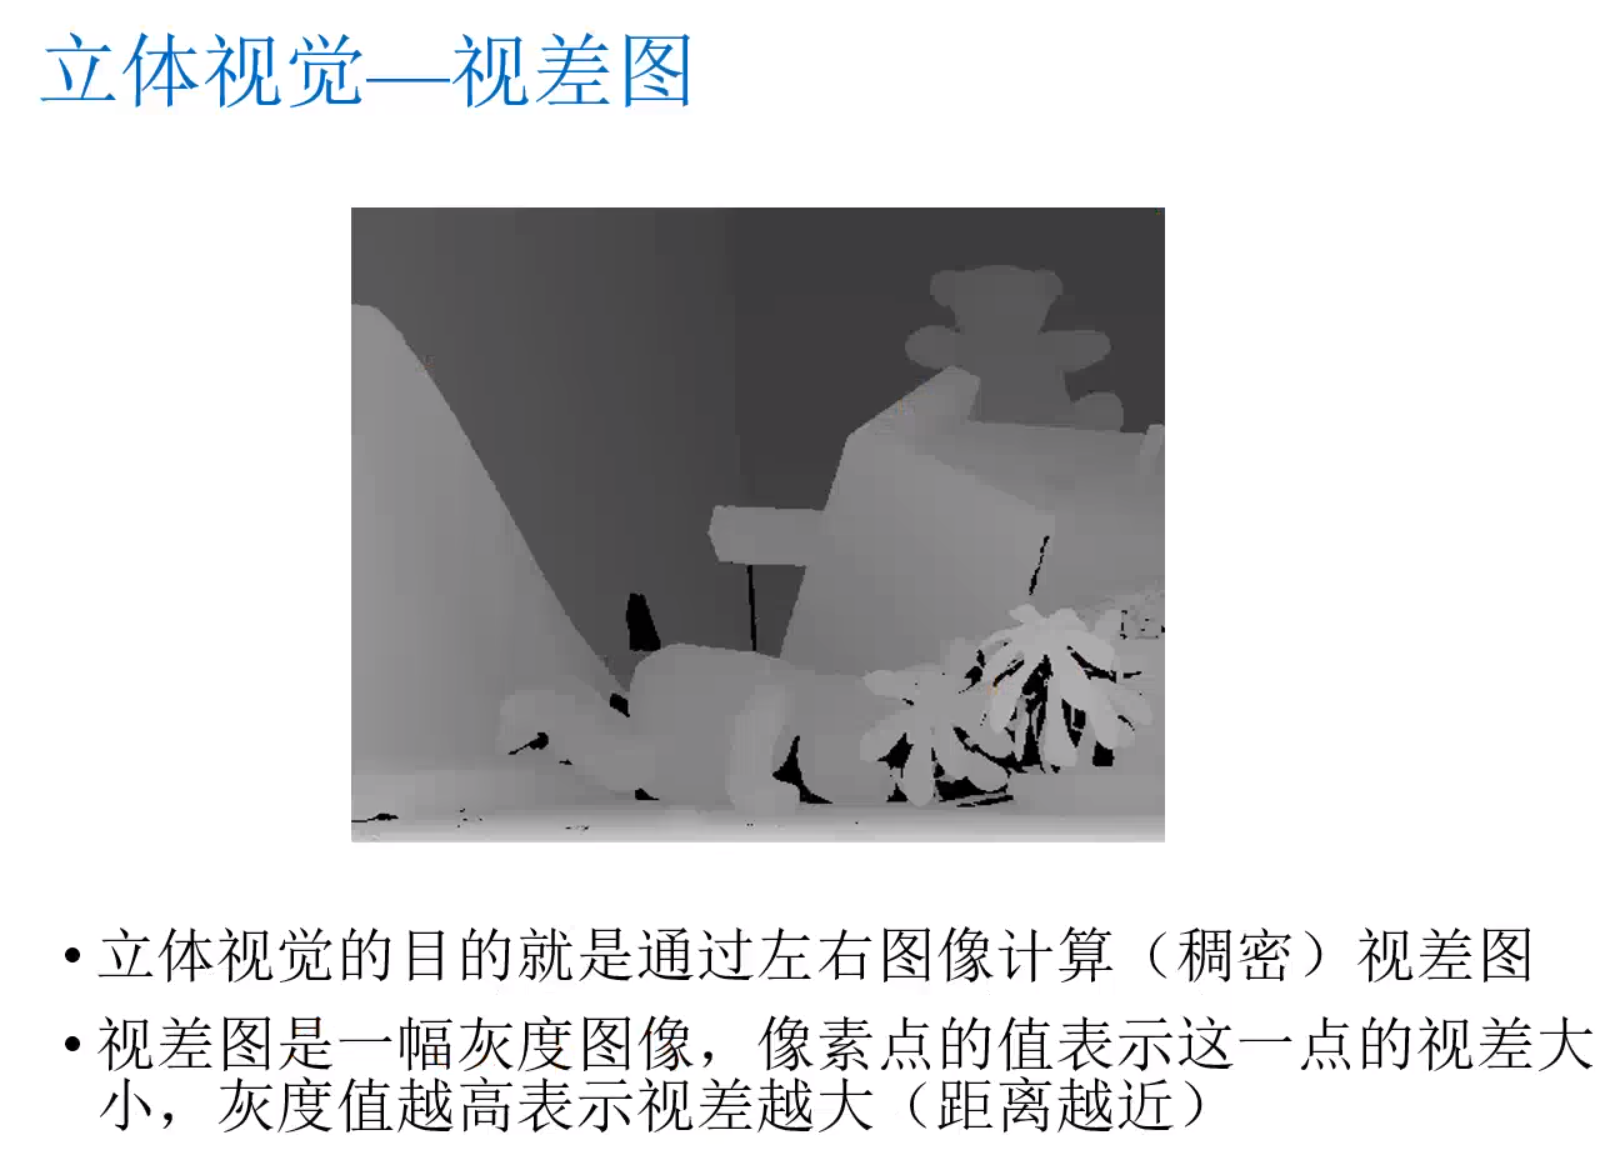 立体视觉—视差图
• 立体视觉的目的就是通过左右图像计算（稠密）视差图
• 视差图是一幅灰度图像，像素点的值表示这一点的视差大
小，灰度值越高表示视差越大（距离越近）